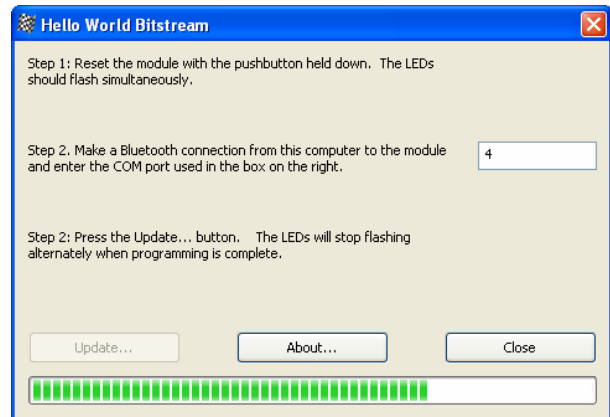 Hello World Bitstream
Step 1: Reset the module with the pushbutton held down. The LEDs
should flash simultaneously.
Step 2. Make a Bluetooth connection from this computer to the module
and enter the COM port used in the box on the right.
4
Step 2: Press the Update... button. The LEDs will stop flashing
alternately when programming is complete.
Update...
About...
Close